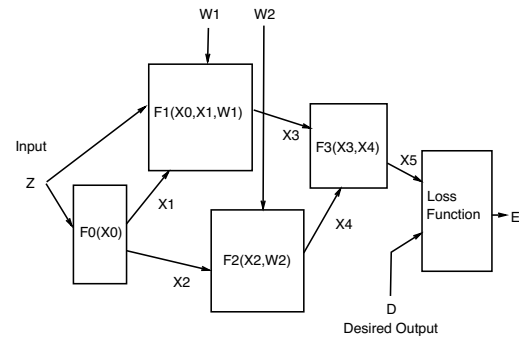 W1
W2
F1(X0,X1,W1)
X3
F3(X3,X4)
X5
Input
Z
X1
F0(X0)
X2
F2(X2,W2)
X4
Loss
Function
E
D
Desired Output